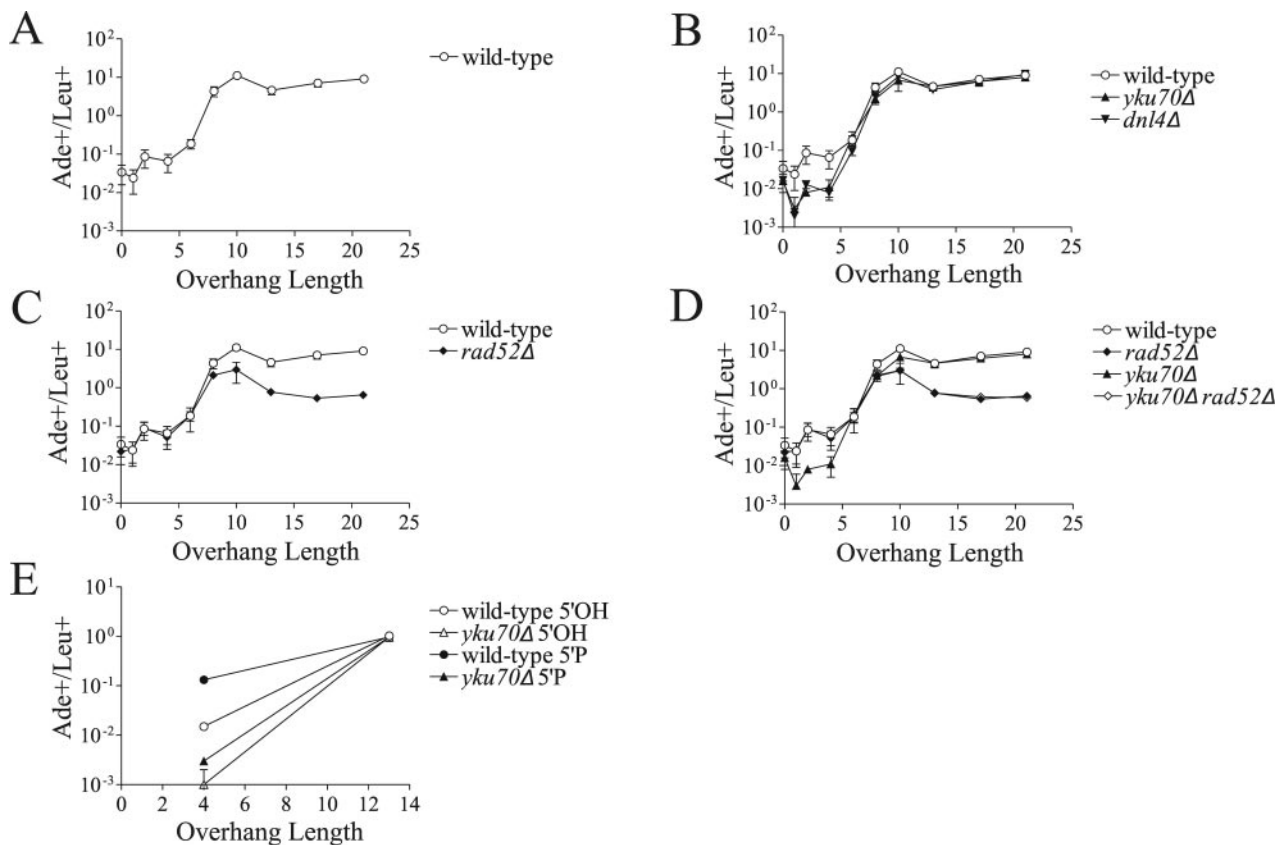 A
Ade+/Leu+
10²
10¹
10⁰
10⁻¹
10⁻²
10⁻³
0 5 10 15 20 25
Overhang Length
wild-type
B
Ade+/Leu+
10²
10¹
10⁰
10⁻¹
10⁻²
10⁻³
0 5 10 15 20 25
Overhang Length
wild-type
yku70Δ
dnl4Δ
C
Ade+/Leu+
10²
10¹
10⁰
10⁻¹
10⁻²
10⁻³
0 5 10 15 20 25
Overhang Length
wild-type
rad52Δ
D
Ade+/Leu+
10²
10¹
10⁰
10⁻¹
10⁻²
10⁻³
0 5 10 15 20 25
Overhang Length
wild-type
rad52Δ
yku70Δ
yku70Δ rad52Δ
E
Ade+/Leu+
10¹
10⁰
10⁻¹
10⁻²
10⁻³
0 2 4 6 8 10 12 14
Overhang Length
wild-type 5'OH
yku70Δ 5'OH
wild-type 5'P
yku70Δ 5'P